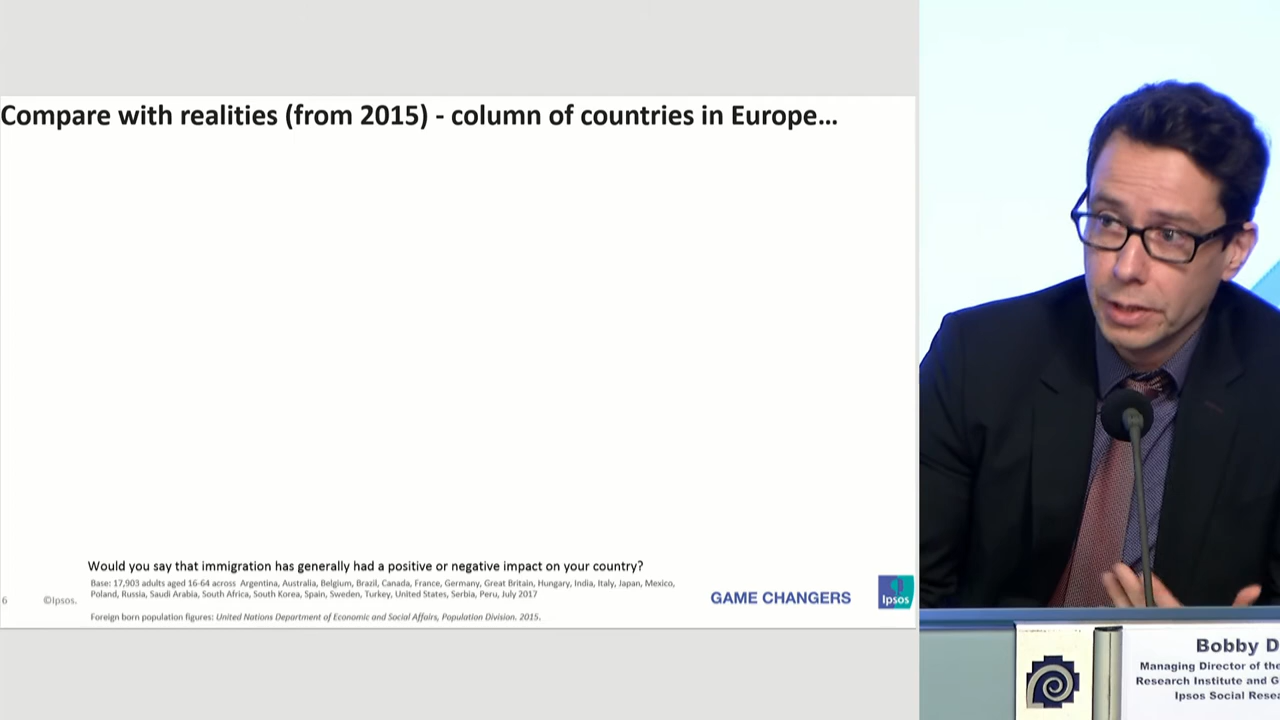 Compare with realities (from 2015) - column of countries in Europe...
Would you say that immigration has generally had a positive or negative impact on your country?
Base: 17,903 adults aged 16-64 across Argentina, Australia, Belgium, Brazil, Canada, France, Germany, Great Britain, Hungary, India, Italy, Japan, Mexico,
Poland, Russia, Saudi Arabia, South Africa, South Korea, Spain, Sweden, Turkey, United States, Serbia, Peru, July 2017
6
©Ipsos.
GAME CHANGERS
Ipsos
Foreign born population figures: United Nations Department of Economic and Social Affairs, Population Division. 2015.
Bobby D
Managing Director of the
Research Institute and G
Ipsos Social Resea